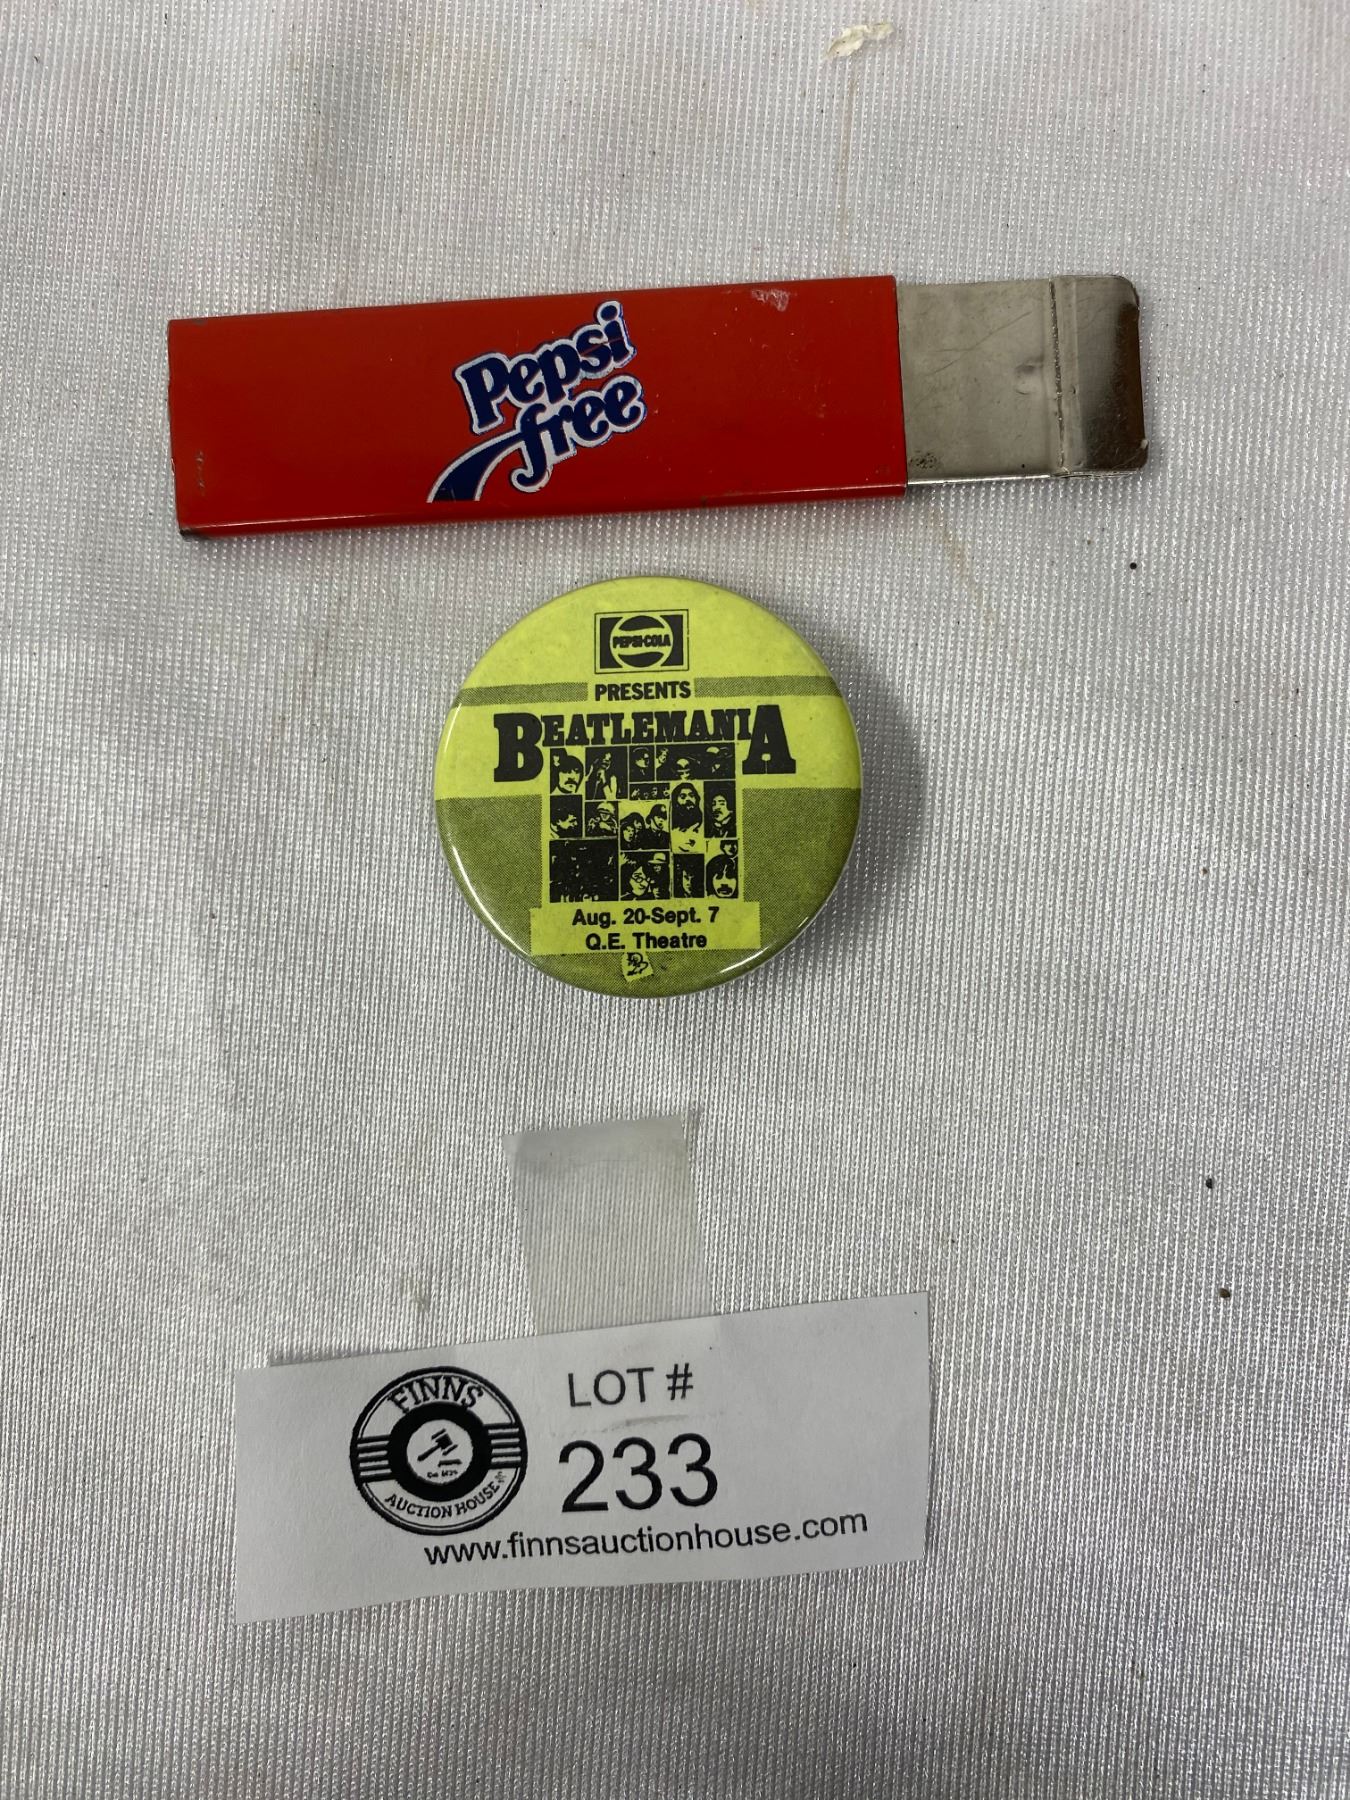 Pepsi
free
PEPSI-COLA
PRESENTS
BEATLEMANIA
Aug. 20-Sept. 7
Q.E. Theatre
FINNS
AUCTION HOUSE
LOT #
233
www.finnsauctionhouse.com